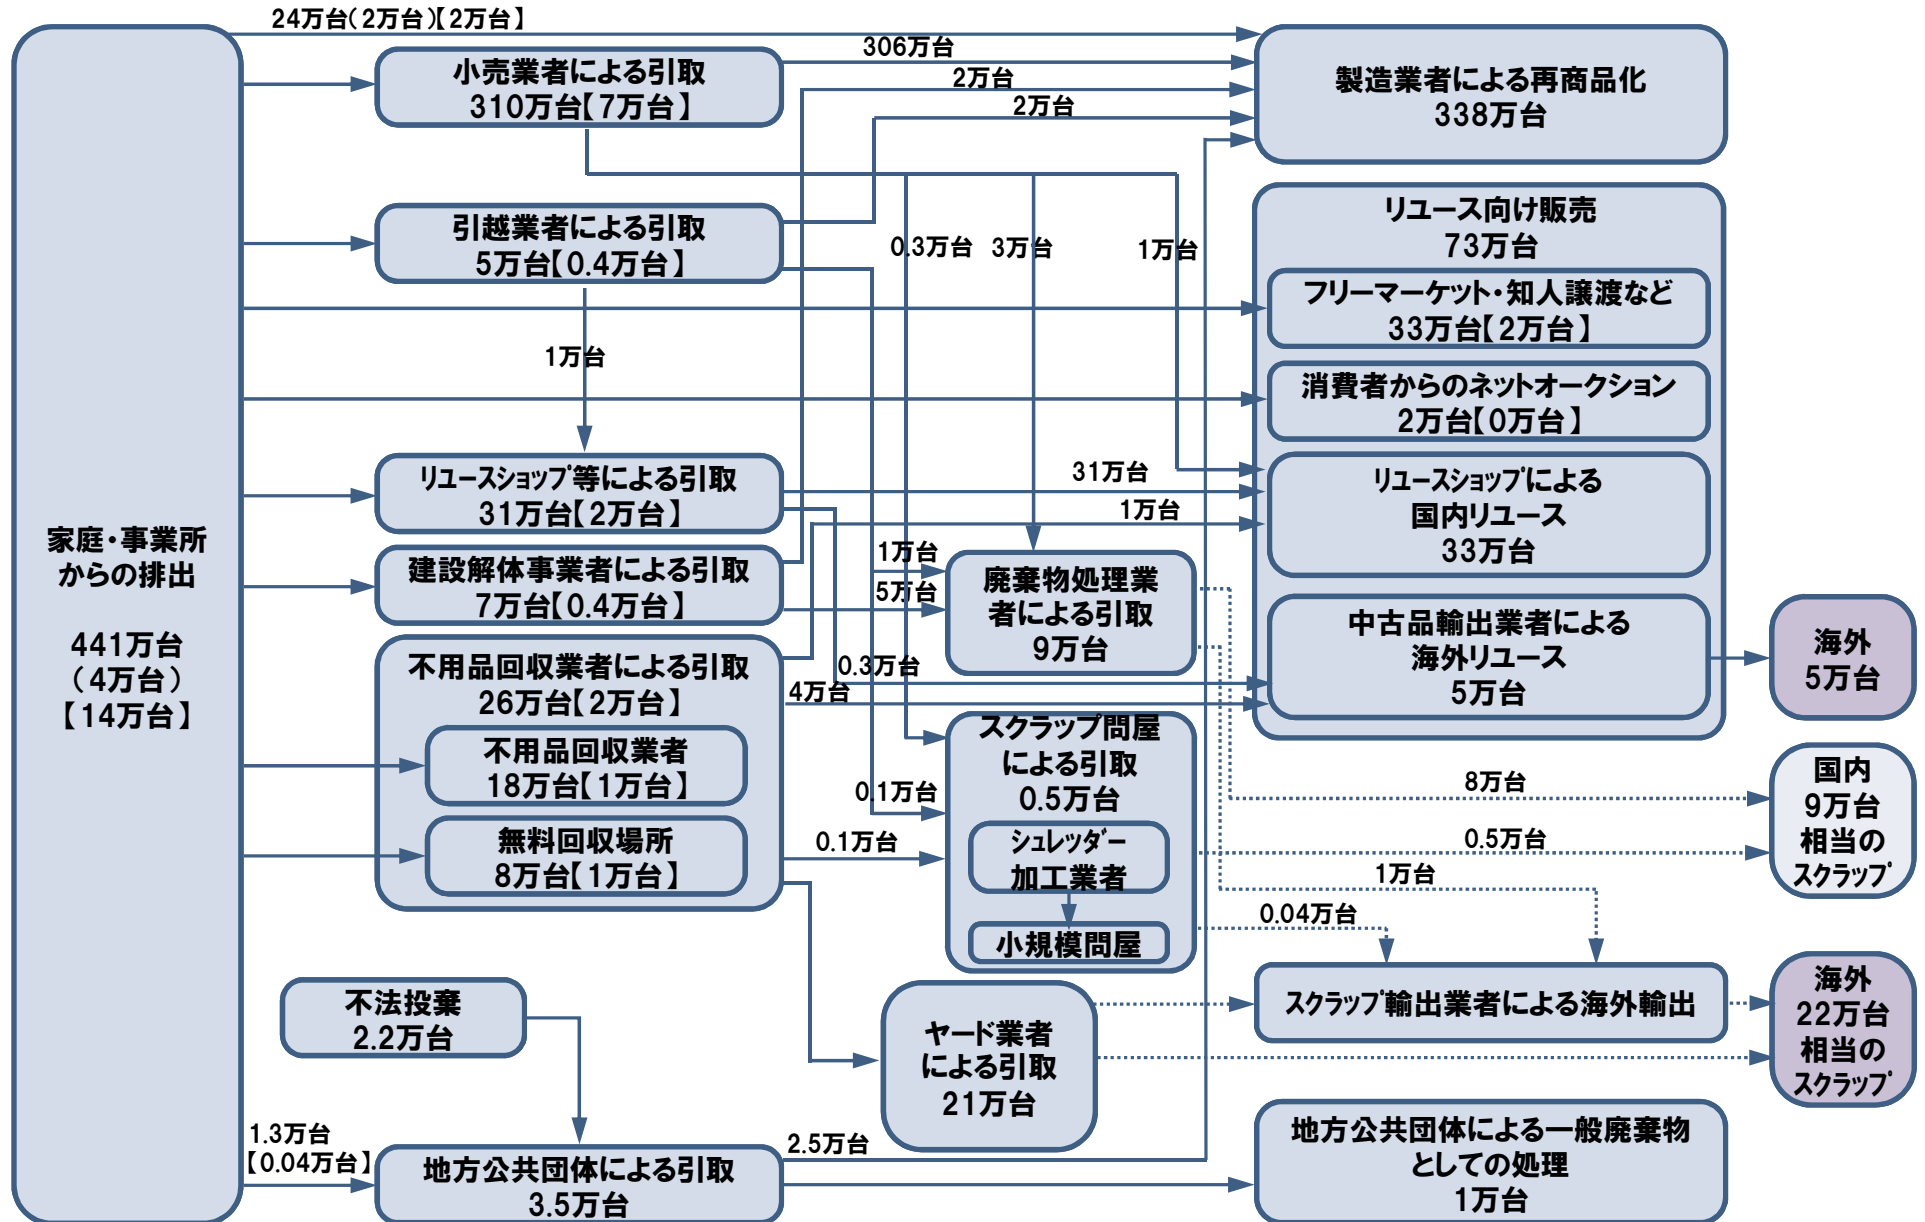 24万台(2万台)【2万台】
家庭・事業所
からの排出
441万台
(4万台)
【14万台】
小売業者による引取
310万台【7万台】
306万台
2万台
2万台
製造業者による再商品化
338万台
引越業者による引取
5万台【0.4万台】
0.3万台
3万台
1万台
1万台
リユース向け販売
73万台
フリーマーケット・知人譲渡など
33万台【2万台】
消費者からのネットオークション
2万台【0万台】
リユースショップによる
国内リユース
33万台
中古品輸出業者による
海外リユース
5万台
海外
5万台
リユースショップ等による引取
31万台【2万台】
31万台
1万台
建設解体事業者による引取
7万台【0.4万台】
1万台
5万台
廃棄物処理業
者による引取
9万台
不用品回収業者による引取
26万台【2万台】
0.3万台
4万台
不用品回収業者
18万台【1万台】
無料回収場所
8万台【1万台】
0.1万台
0.1万台
スクラップ問屋
による引取
0.5万台
シュレッダー
加工業者
小規模問屋
8万台
0.5万台
1万台
0.04万台
国内
9万台
相当の
スクラップ
不法投棄
2.2万台
ヤード業者
による引取
21万台
スクラップ輸出業者による海外輸出
海外
22万台
相当の
スクラップ
1.3万台
【0.04万台】
地方公共団体による引取
3.5万台
2.5万台
地方公共団体による一般廃棄物
としての処理
1万台